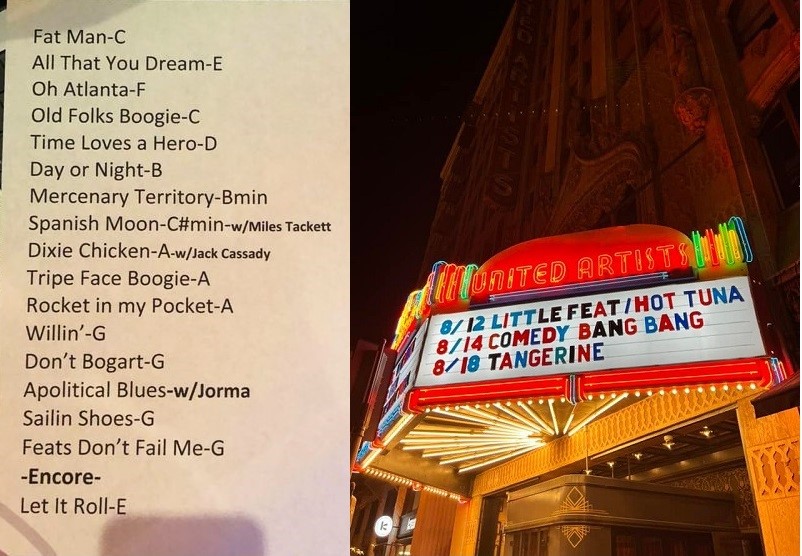 Fat Man-C
All That You Dream-E
Oh Atlanta-F
Old Folks Boogie-C
Time Loves a Hero-D
Day or Night-B
Mercenary Territory-Bmin
Spanish Moon-C#min-w/Miles Tackett
Dixie Chicken-A-w/Jack Cassady
Tripe Face Boogie-A
Rocket in my Pocket-A
Willin’-G
Don’t Bogart-G
Apolitical Blues-w/Jorma
Sailin Shoes-G
Feats Don’t Fail Me-G
-Encore-
Let It Roll-E
UNITED ARTISTS
8/12 LITTLE FEAT/HOT TUNA
8/14 COMEDY BANG BANG
8/18 TANGERINE